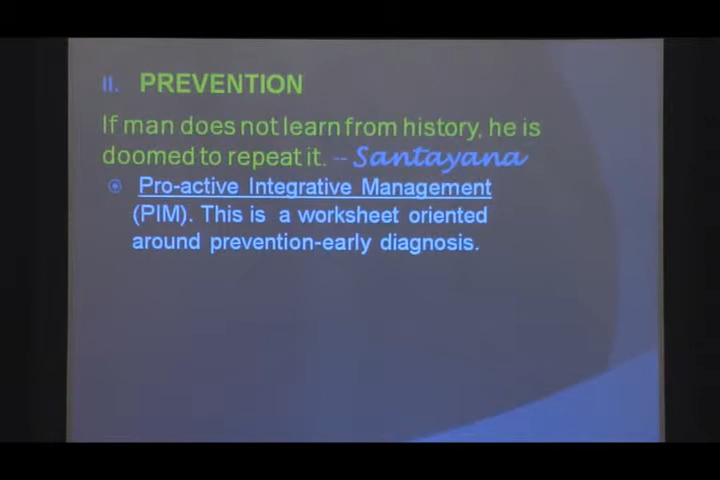 II. PREVENTION
If man does not learn from history, he is
doomed to repeat it. -- Santayana
Pro-active Integrative Management
(PIM). This is a worksheet oriented
around prevention-early diagnosis.